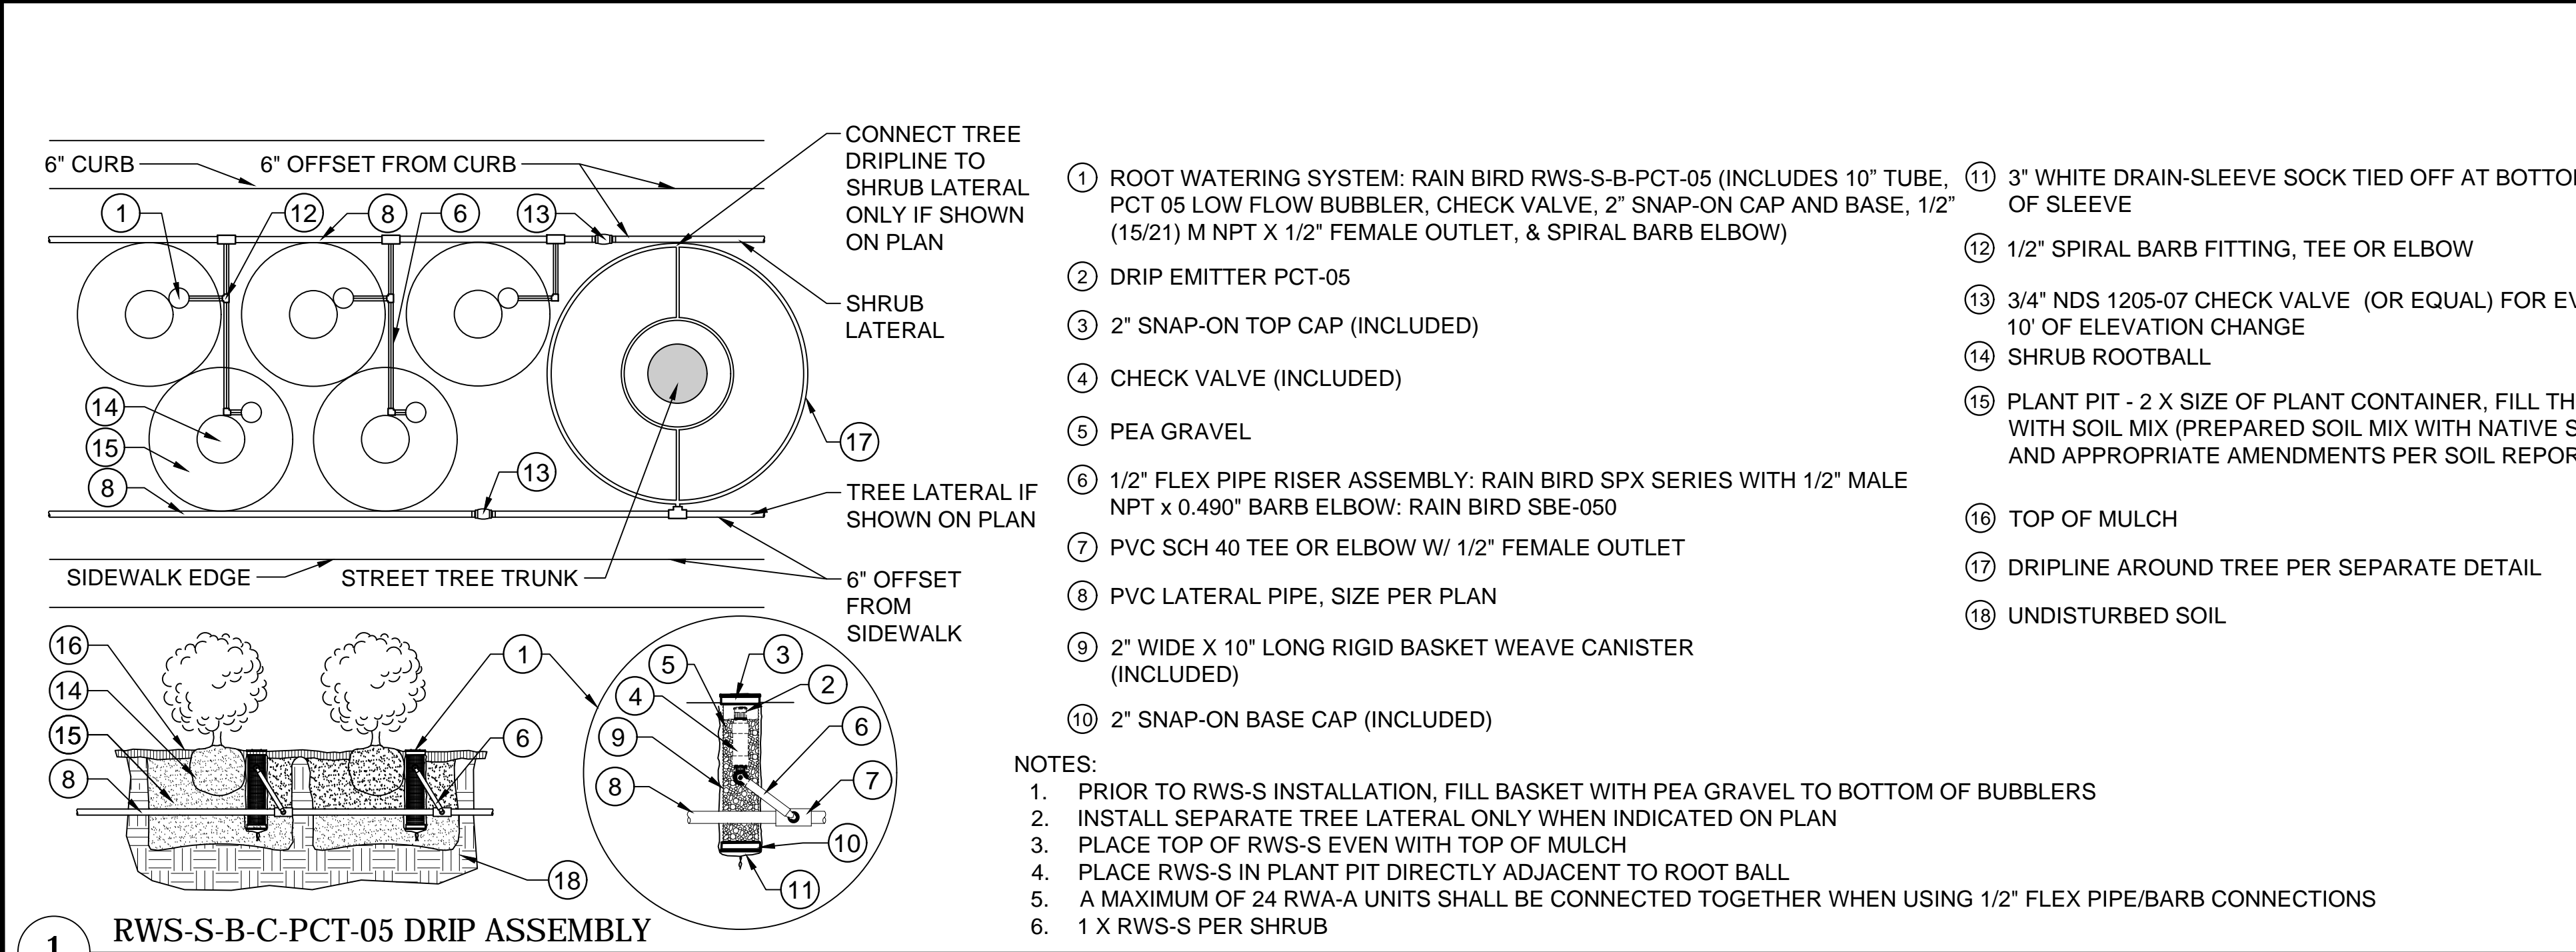 6" CURB
6" OFFSET FROM CURB
CONNECT TREE
DRIPLINE TO
SHRUB LATERAL
ONLY IF SHOWN
ON PLAN
1
12
8
6
13
SHRUB
LATERAL
14
15
8
13
17
TREE LATERAL IF
SHOWN ON PLAN
SIDEWALK EDGE
STREET TREE TRUNK
6" OFFSET
FROM
SIDEWALK
16
14
15
8
1
6
18
5
3
4
2
9
6
8
7
10
11
1 RWS-S-B-C-PCT-05 DRIP ASSEMBLY
1 ROOT WATERING SYSTEM: RAIN BIRD RWS-S-B-PCT-05 (INCLUDES 10” TUBE,
PCT 05 LOW FLOW BUBBLER, CHECK VALVE, 2” SNAP-ON CAP AND BASE, 1/2”
(15/21) M NPT X 1/2" FEMALE OUTLET, & SPIRAL BARB ELBOW)
2 DRIP EMITTER PCT-05
3 2" SNAP-ON TOP CAP (INCLUDED)
4 CHECK VALVE (INCLUDED)
5 PEA GRAVEL
6 1/2" FLEX PIPE RISER ASSEMBLY: RAIN BIRD SPX SERIES WITH 1/2" MALE
NPT x 0.490" BARB ELBOW: RAIN BIRD SBE-050
7 PVC SCH 40 TEE OR ELBOW W/ 1/2" FEMALE OUTLET
8 PVC LATERAL PIPE, SIZE PER PLAN
9 2" WIDE X 10" LONG RIGID BASKET WEAVE CANISTER
(INCLUDED)
10 2" SNAP-ON BASE CAP (INCLUDED)
11 3" WHITE DRAIN-SLEEVE SOCK TIED OFF AT
OF SLEEVE
12 1/2" SPIRAL BARB FITTING, TEE OR ELBOW
13 3/4" NDS 1205-07 CHECK VALVE (OR EQUAL) FOR
10' OF ELEVATION CHANGE
14 SHRUB ROOTBALL
15 PLANT PIT - 2 X SIZE OF PLANT CONTAINER, FILL
WITH SOIL MIX (PREPARED SOIL MIX WITH NATIVE
AND APPROPRIATE AMENDMENTS PER SOIL
16 TOP OF MULCH
17 DRIPLINE AROUND TREE PER SEPARATE DETAIL
18 UNDISTURBED SOIL
NOTES:
1. PRIOR TO RWS-S INSTALLATION, FILL BASKET WITH PEA GRAVEL TO BOTTOM OF BUBBLERS
2. INSTALL SEPARATE TREE LATERAL ONLY WHEN INDICATED ON PLAN
3. PLACE TOP OF RWS-S EVEN WITH TOP OF MULCH
4. PLACE RWS-S IN PLANT PIT DIRECTLY ADJACENT TO ROOT BALL
5. A MAXIMUM OF 24 RWA-A UNITS SHALL BE CONNECTED TOGETHER WHEN USING 1/2" FLEX PIPE/BARB CONNECTIONS
6. 1 X RWS-S PER SHRUB